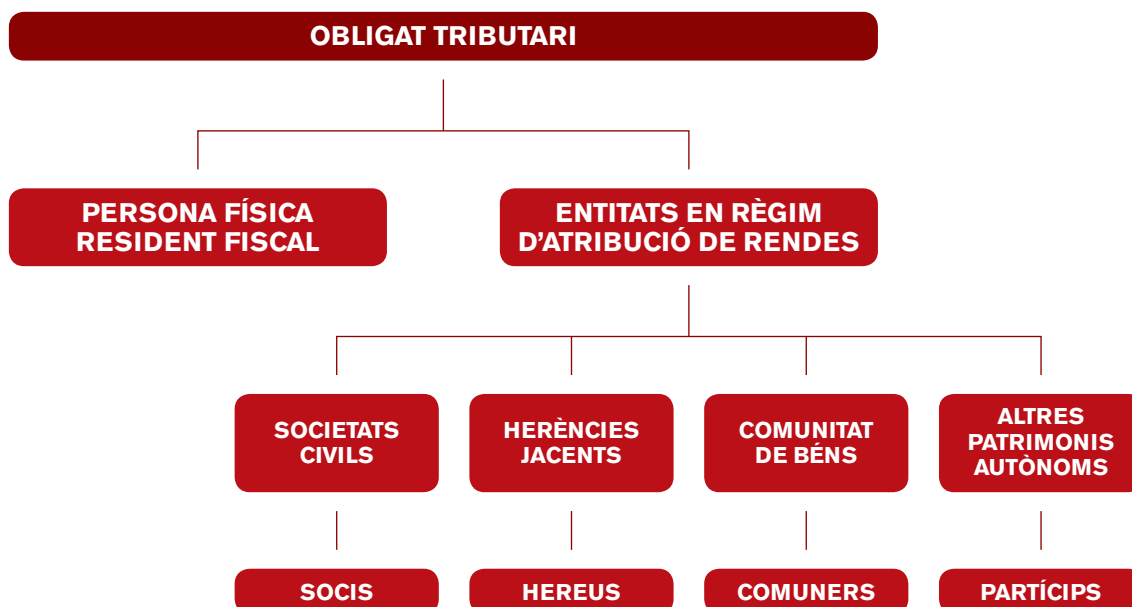 OBLIGAT TRIBUTARI
PERSONA FÍSICA
RESIDENT FISCAL
ENTITATS EN RÈGIM
D'ATRIBUCIÓ DE RENDES
SOCIETATS
CIVILS
HERÈNCIES
JACENTS
COMUNITAT
DE BÉNS
ALTRES
PATRIMONIS
AUTÒNOMS
SOCIS
HEREUS
COMUNERS
PARTÍCIPS